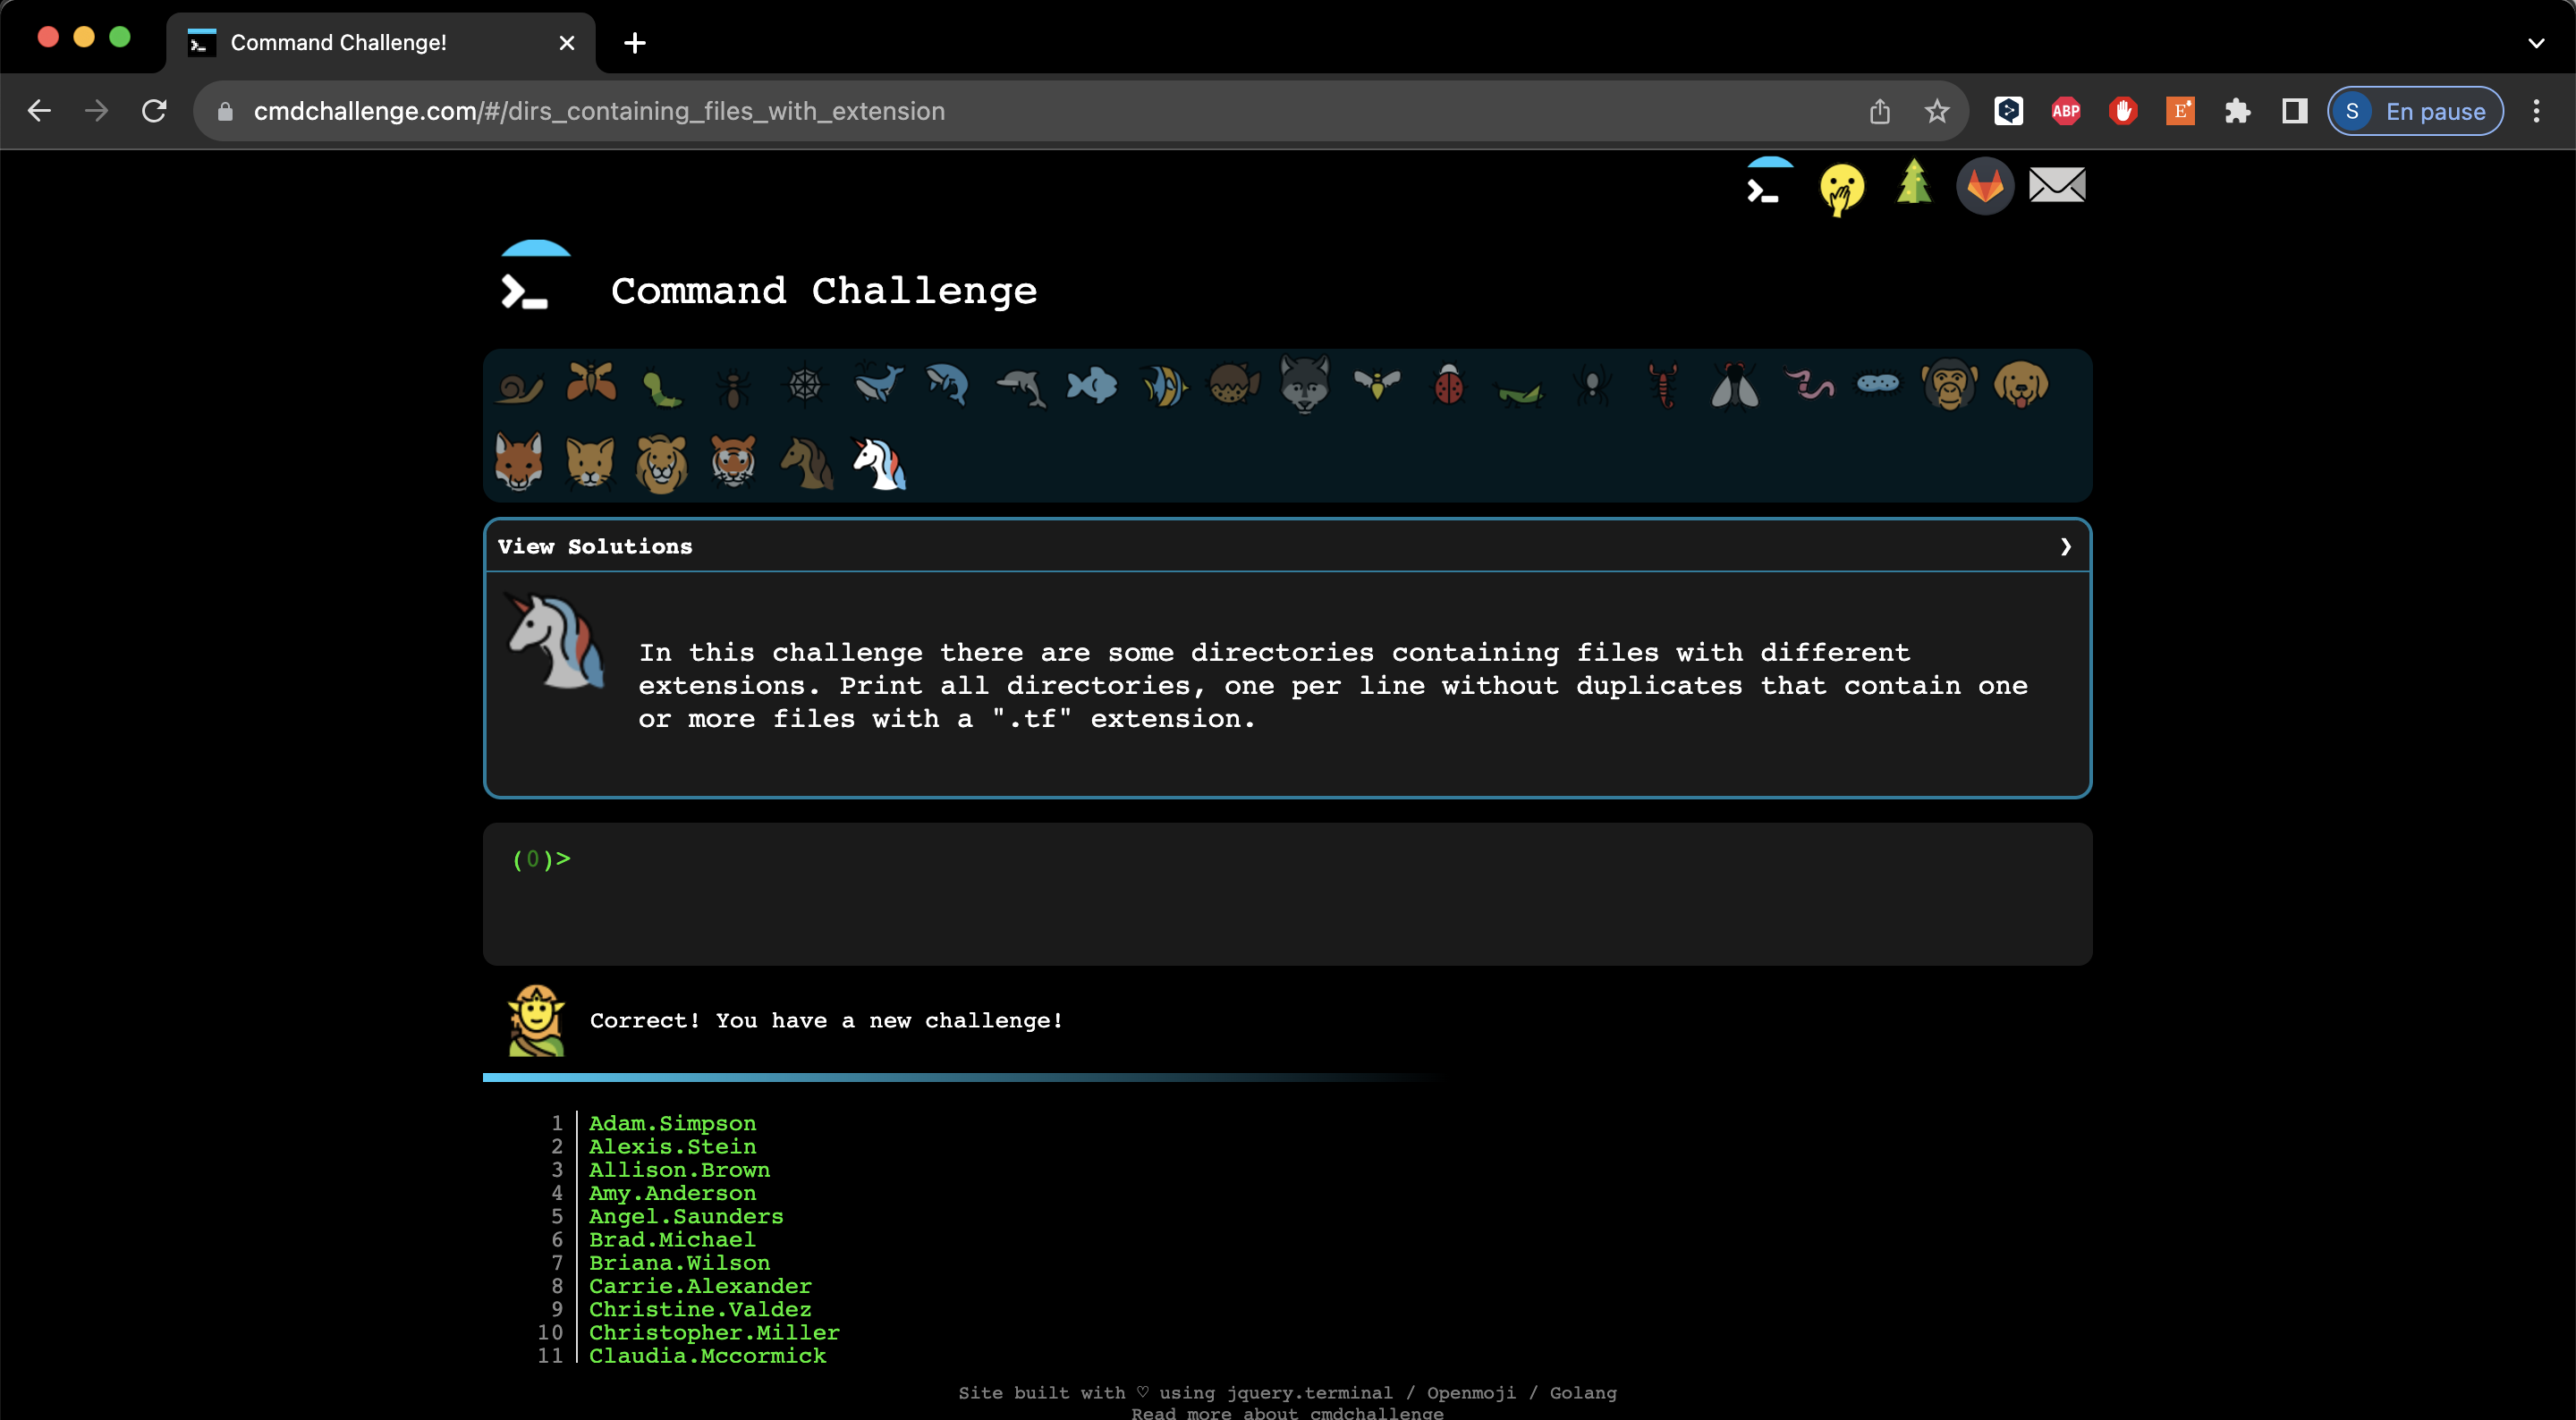 Command Challenge!
cmdchallenge.com/#/dirs_containing_files_with_extension
ABP
E
S
En pause
Command Challenge
View Solutions
In this challenge there are some directories containing files with different
extensions. Print all directories, one per line without duplicates that contain one
or more files with a ".tf" extension.
(0)>
Correct! You have a new challenge!
1 Adam.Simpson
2 Alexis.Stein
3 Allison.Brown
4 Amy.Anderson
5 Angel.Saunders
6 Brad.Michael
7 Briana.Wilson
8 Carrie.Alexander
9 Christine.Valdez
10 Christopher.Miller
11 Claudia.Mccormick
Site built with ♡ using jquery.terminal / Openmoji / Golang
Read more about cmdchallenge